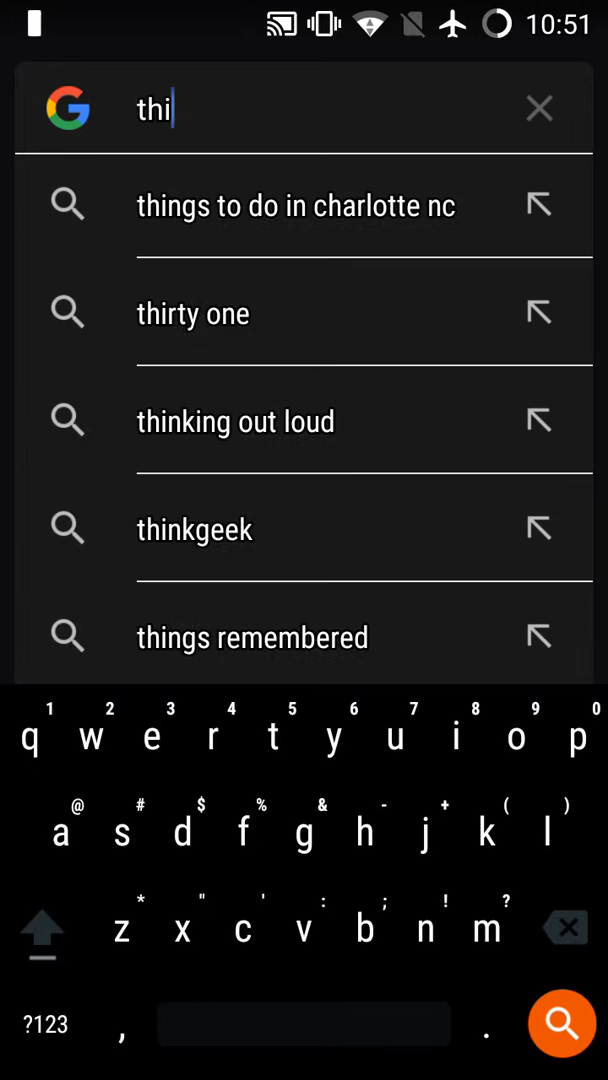 10:51
thi
things to do in charlotte nc
thirty one
thinking out loud
thinkgeek
things remembered
1 2 3 4 5 6 7 8 9 0
q w e r t y u i o p
@ # $ % & - + ( )
a s d f g h j k l
* " ' : ; ! ?
z x c v b n m
?123 , .